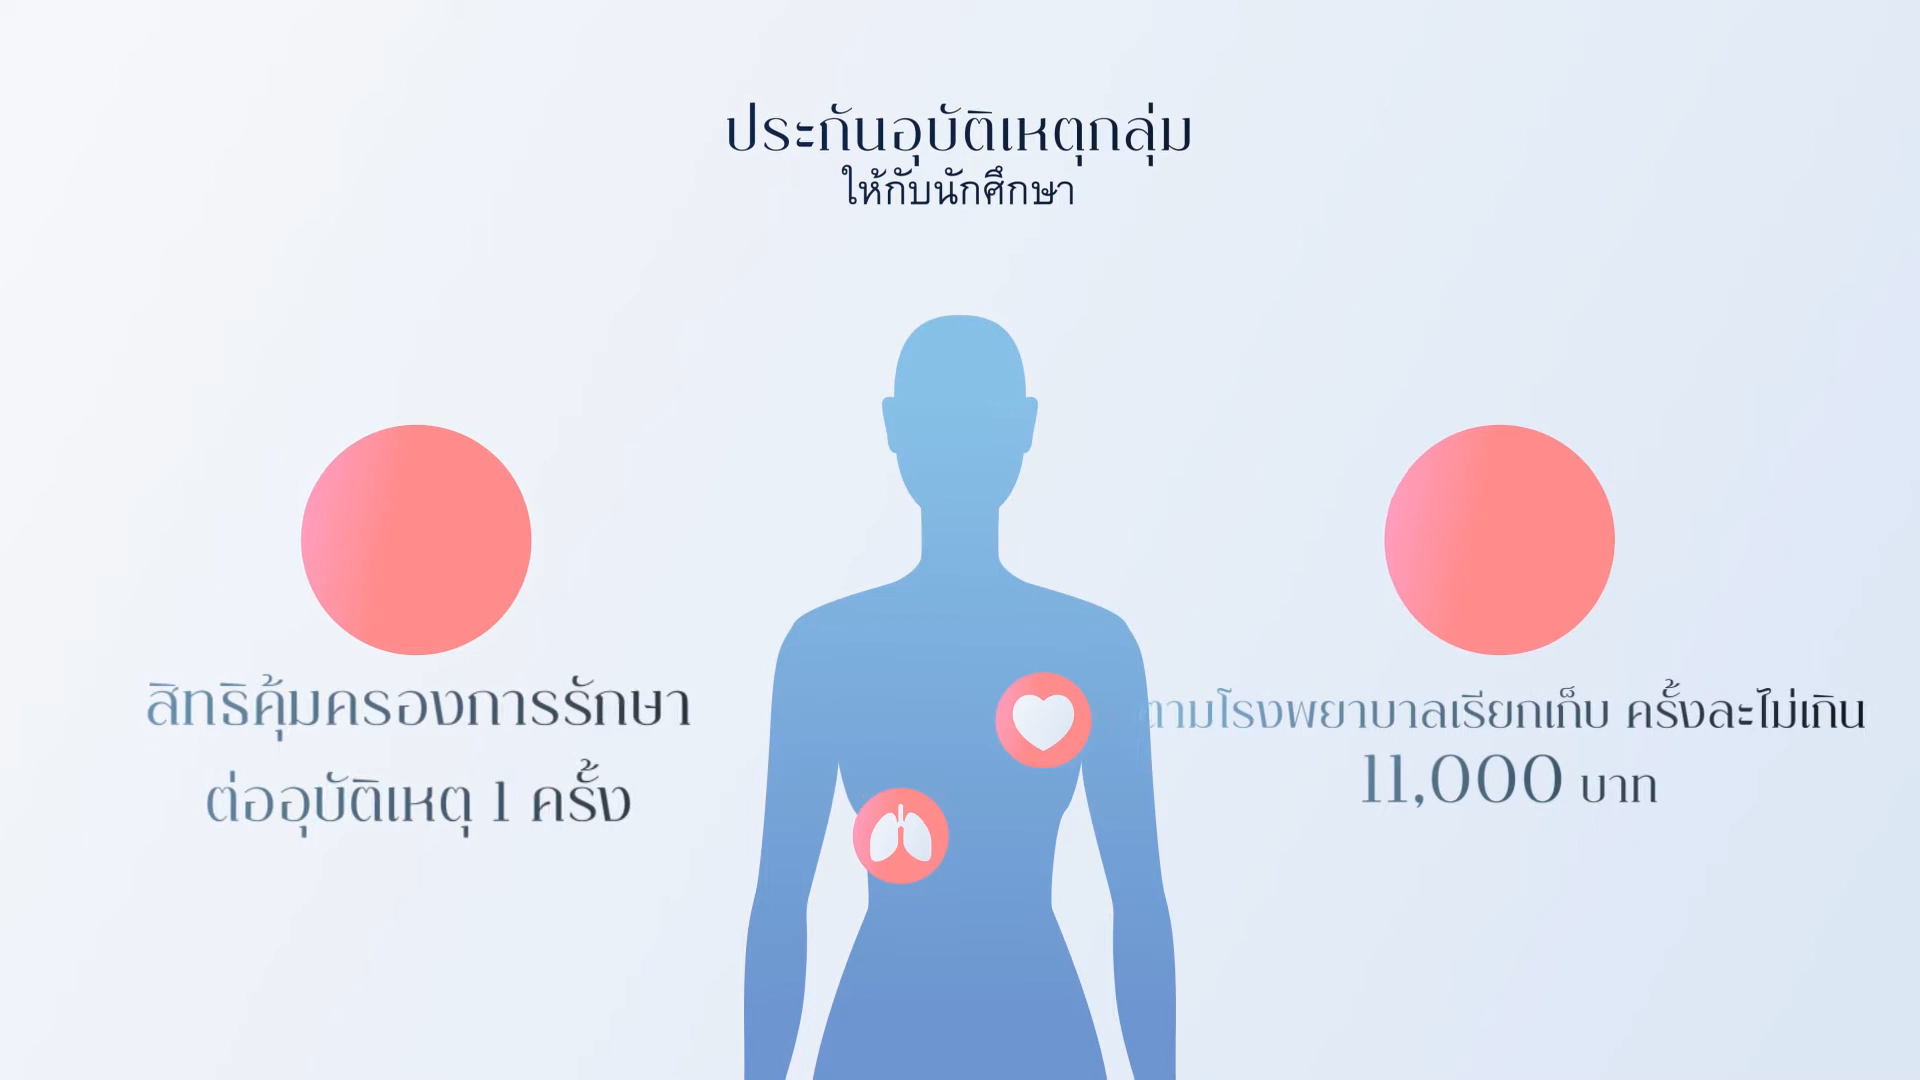 ประกันอุบัติเหตุกลุ่ม
ให้กับนักศึกษา
สิทธิคุ้มครองการรักษา
ต่ออุบัติเหตุ 1 ครั้ง
ตามโรงพยาบาลเรียกเก็บ ครั้งละไม่เกิน
11,000 บาท